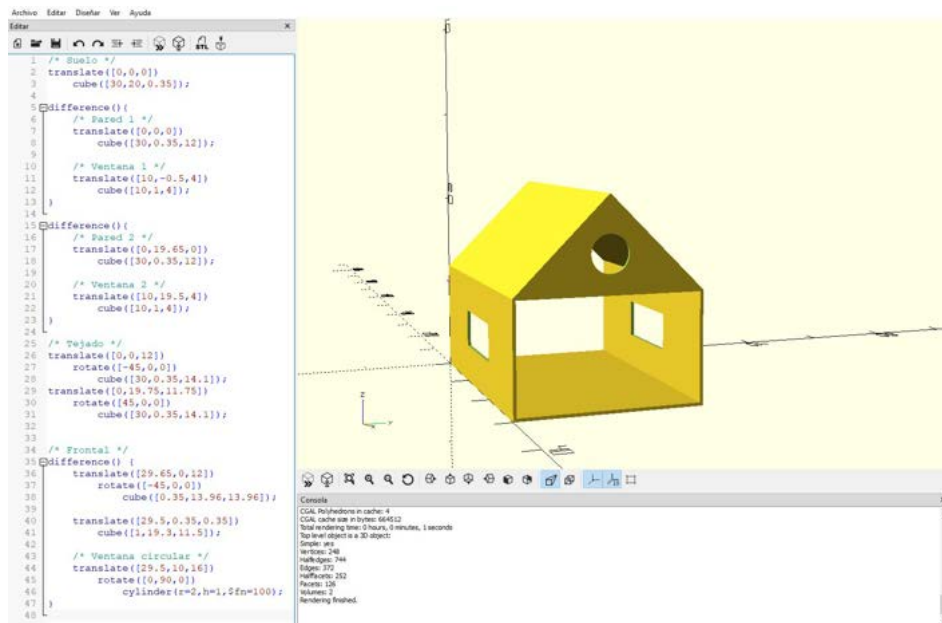 Archivo Editar Diseñar Ver Ayuda
Editar
STL
1 /* Suelo */
2 translate([0,0,0])
3 cube([30,20,0.35]);
4
5 difference(){
6 /* Pared 1 */
7 translate([0,0,0])
8 cube([30,0.35,12]);
9
10 /* Ventana 1 */
11 translate([10,-0.5,4])
12 cube([10,1,4]);
13 }
14
15 difference(){
16 /* Pared 2 */
17 translate([0,19.65,0])
18 cube([30,0.35,12]);
19
20 /* Ventana 2 */
21 translate([10,19.5,4])
22 cube([10,1,4]);
23 }
24
25 /* Tejado */
26 translate([0,0,12])
27 rotate([-45,0,0])
28 cube([30,0.35,14.1]);
29 translate([0,19.75,11.75])
30 rotate([45,0,0])
31 cube([30,0.35,14.1]);
32
33
34 /* Frontal */
35 difference() {
36 translate([29.65,0,12])
37 rotate([-45,0,0])
38 cube([0.35,13.96,13.96]);
39
40 translate([29.5,0.35,0.35])
41 cube([1,19.3,11.5]);
42
43 /* Ventana circular */
44 translate([29.5,10,16])
45 rotate([0,90,0])
46 cylinder(r=2,h=1,$fn=100);
47 }
48
z
y
x
Consola
CGAL Polyhedrons in cache: 4
CGAL cache size in bytes: 664512
Total rendering time: 0 hours, 0 minutes, 1 seconds
Top level object is a 3D object:
Simple: yes
Vertices: 248
Halfedges: 744
Edges: 372
Halffacets: 252
Facets: 126
Volumes: 2
Rendering finished.